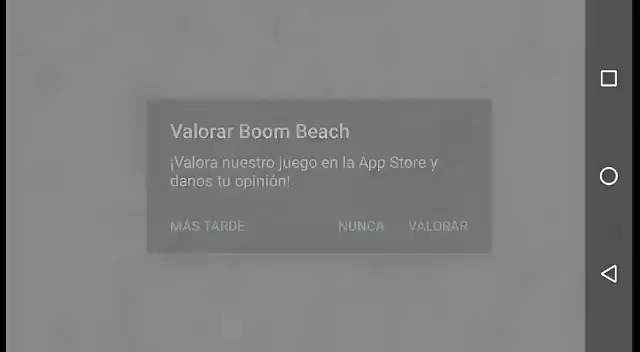 Valorar Boom Beach
¡Valora nuestro juego en la App Store y
danos tu opinión!
MÁS TARDE NUNCA VALORAR